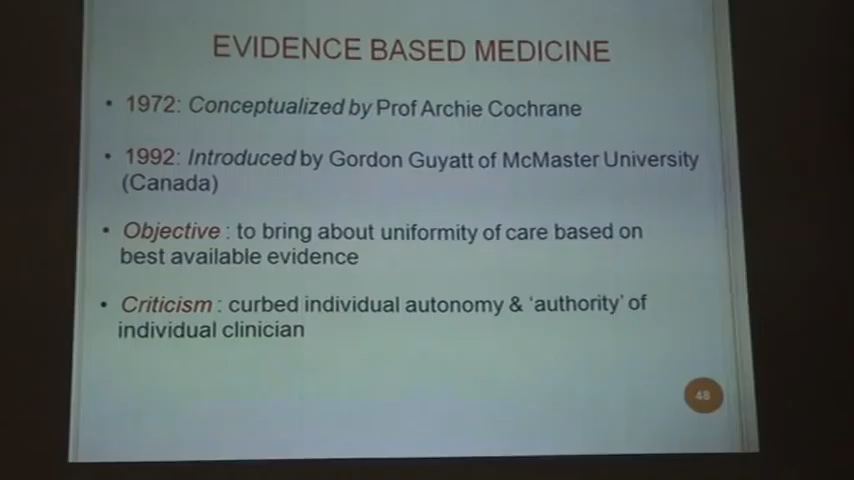 EVIDENCE BASED MEDICINE
• 1972: Conceptualized by Prof Archie Cochrane
• 1992: Introduced by Gordon Guyatt of McMaster University
(Canada)
• Objective : to bring about uniformity of care based on
best available evidence
• Criticism : curbed individual autonomy & 'authority' of
individual clinician
48